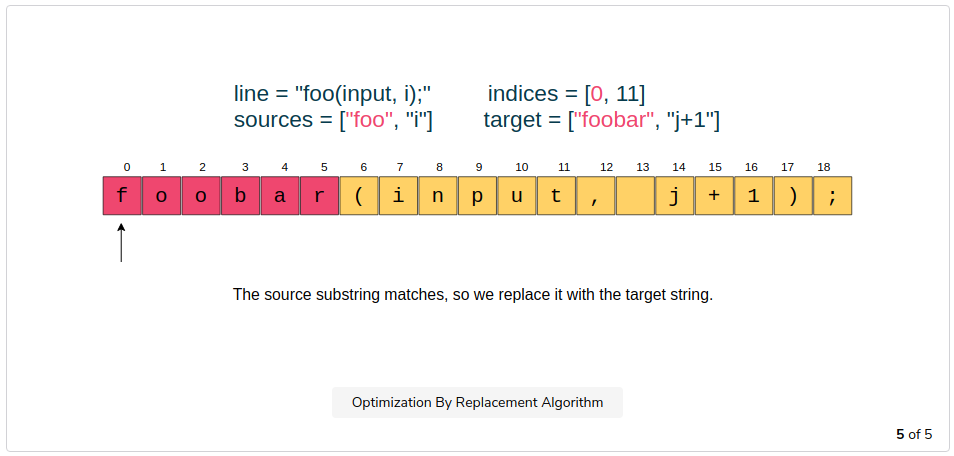 line = "foo(input, i);" indices = [0, 11]
sources = ["foo", "i"] target = ["foobar", "j+1"]
0 1 2 3 4 5 6 7 8 9 10 11 12 13 14 15 16 17 18
f o o b a r ( i n p u t , j + 1 ) ;
The source substring matches, so we replace it with the target string.
Optimization By Replacement Algorithm
5 of 5